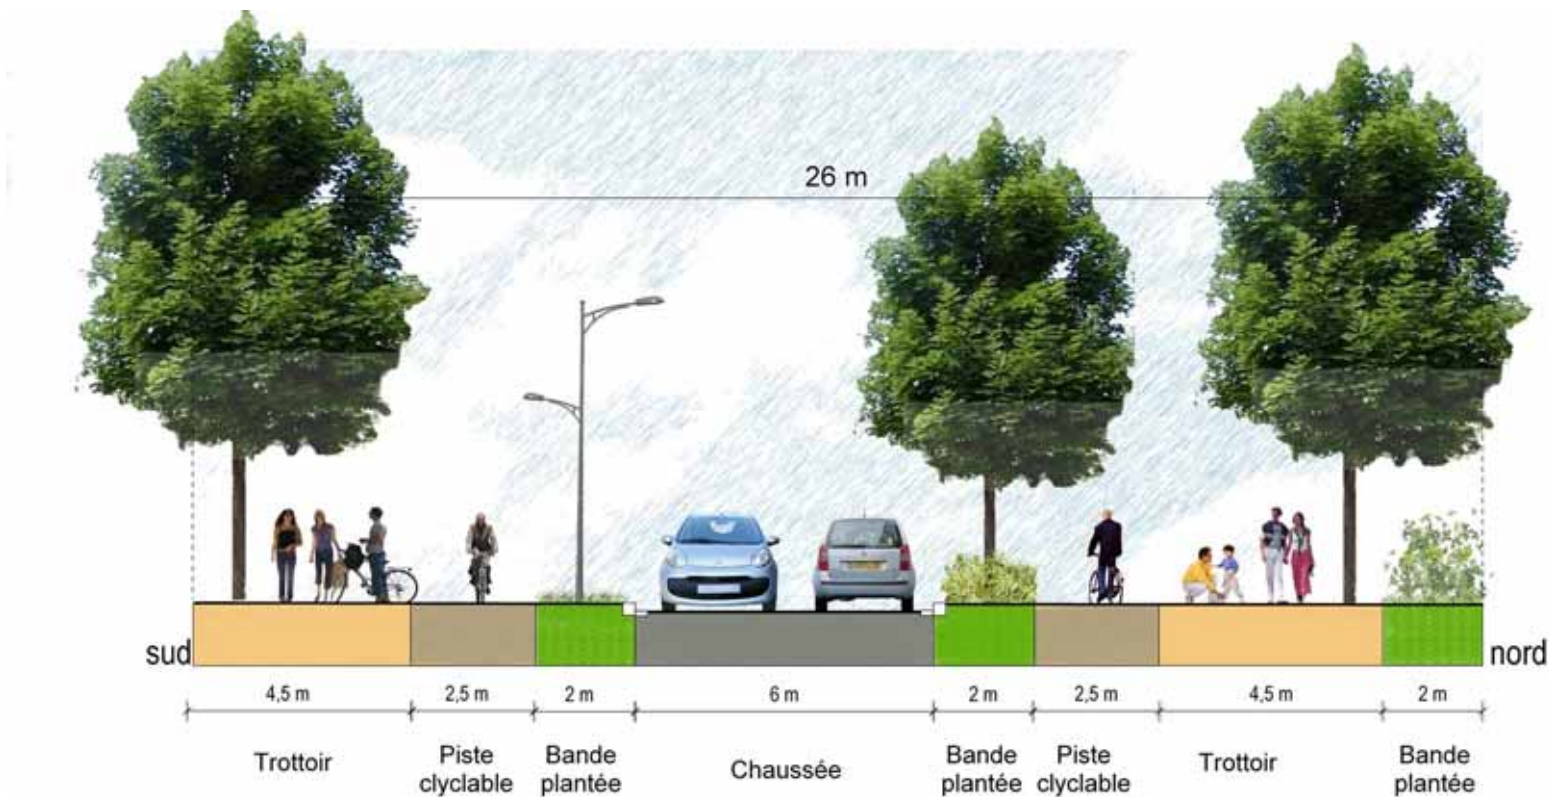 26 m
sud
nord
4,5 m
2,5 m
2 m
6 m
2 m
2,5 m
4,5 m
2 m
Trottoir
Piste
clyclable
Bande
plantée
Chaussée
Bande
plantée
Piste
clyclable
Trottoir
Bande
plantée